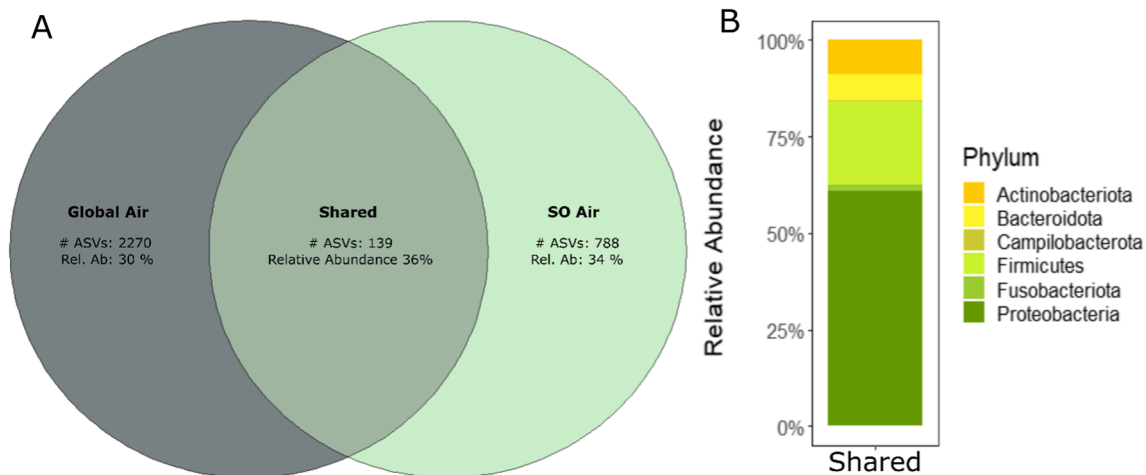 A
Global Air
# ASVs: 2270
Rel. Ab: 30 %
Shared
# ASVs: 139
Relative Abundance 36%
SO Air
# ASVs: 788
Rel. Ab: 34 %
B
Relative Abundance
100%
75%
50%
25%
0%
Shared
Phylum
Actinobacteriota
Bacteroidota
Campilobacterota
Firmicutes
Fusobacteriota
Proteobacteria